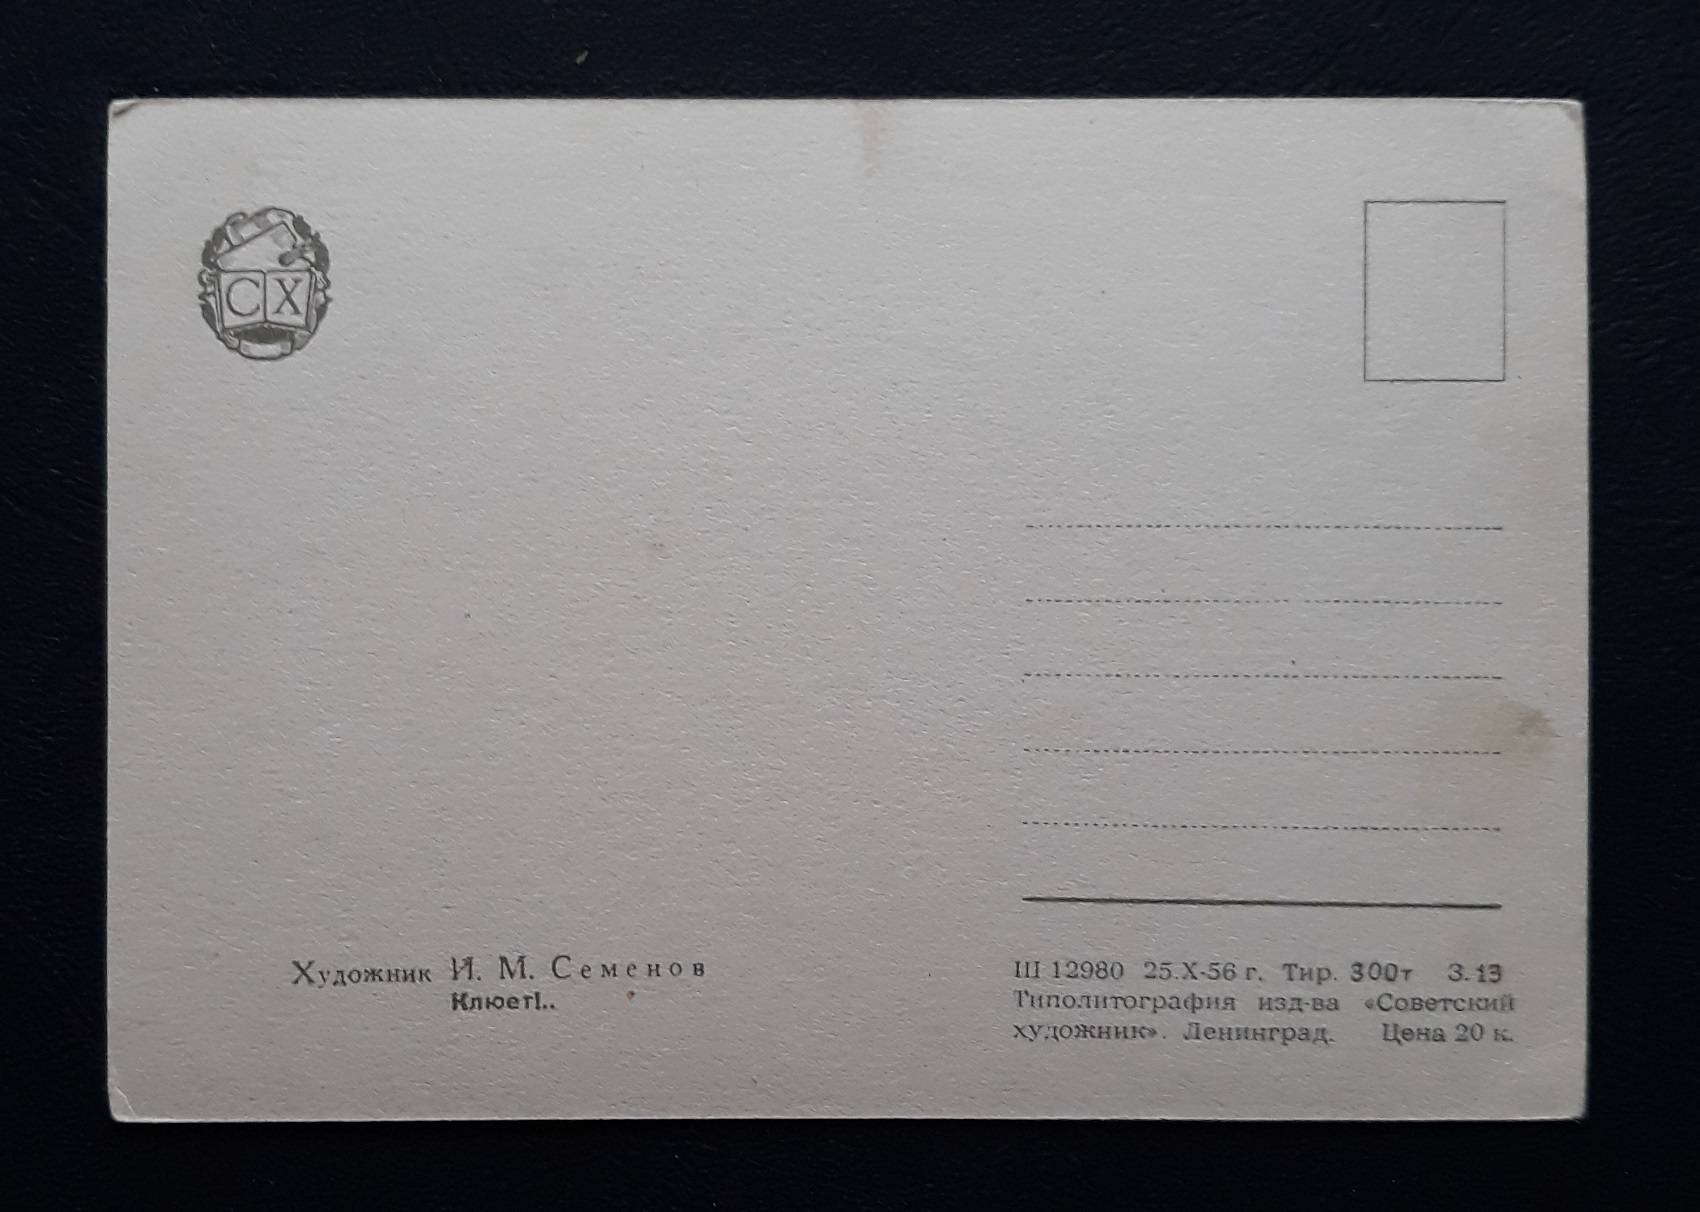 СХ
Художник И. М. Семенов
Клюет!..
Ш 12980 25.X-56 г. Тир. 300т З.13
Типолитография изд-ва «Советский
художник». Ленинград. Цена 20 к.